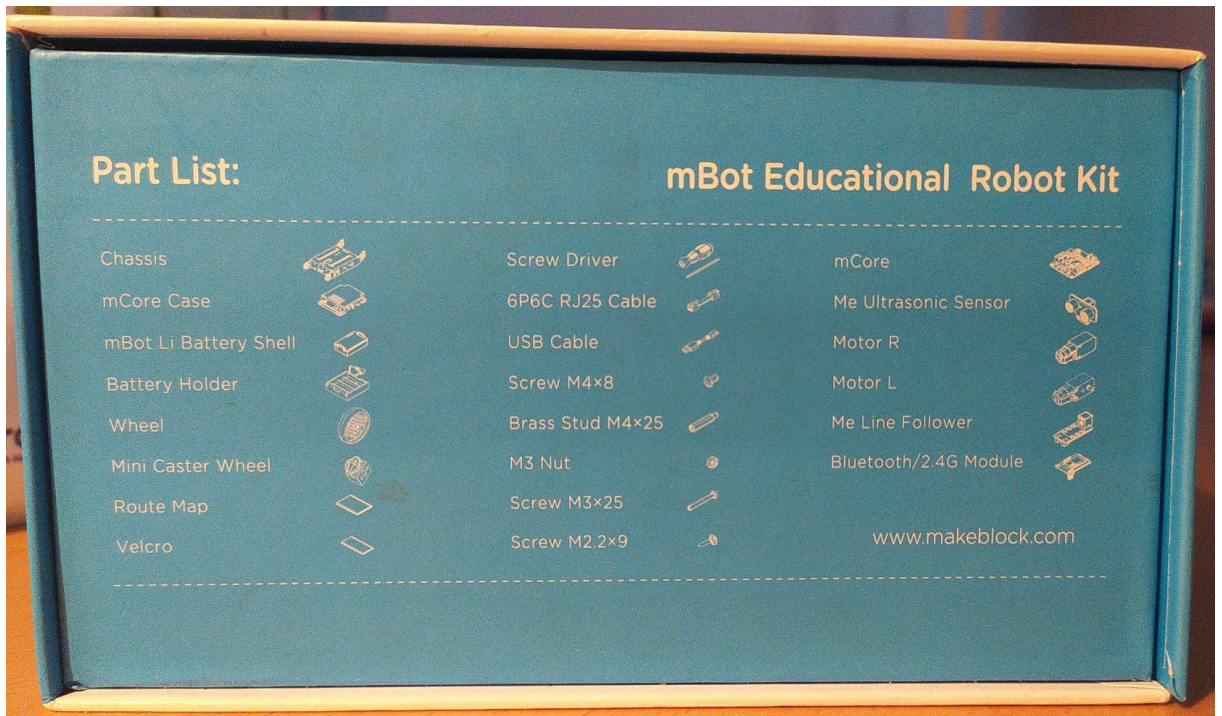 Part List:
mBot Educational Robot Kit
Chassis
mCore Case
mBot Li Battery Shell
Battery Holder
Wheel
Mini Caster Wheel
Route Map
Velcro
Screw Driver
6P6C RJ25 Cable
USB Cable
Screw M4×8
Brass Stud M4×25
M3 Nut
Screw M3×25
Screw M2.2×9
mCore
Me Ultrasonic Sensor
Motor R
Motor L
Me Line Follower
Bluetooth/2.4G Module
www.makeblock.com